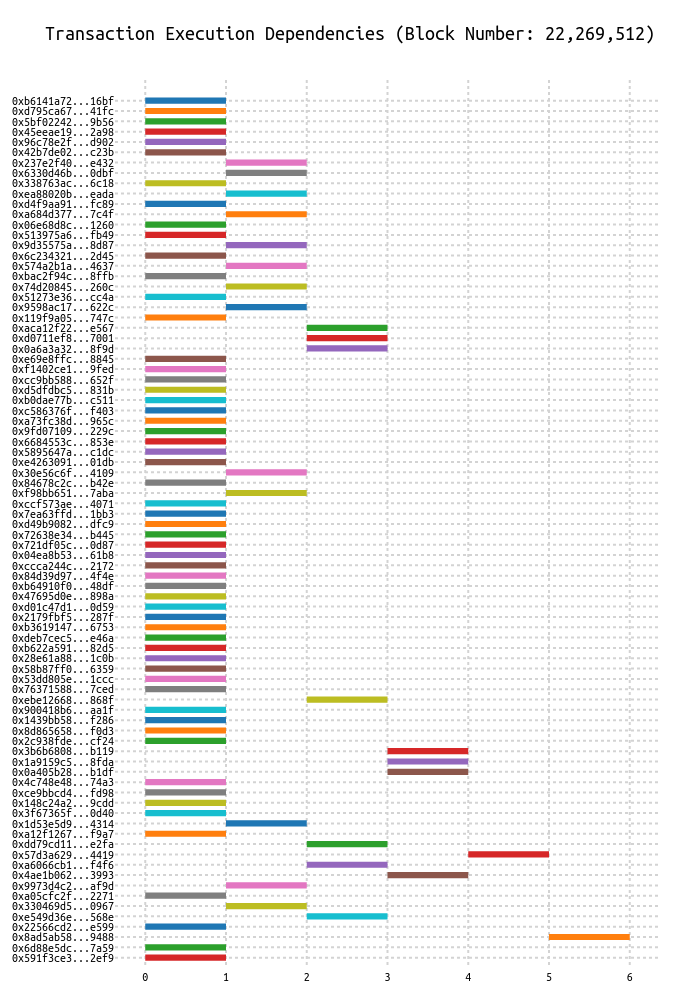 Transaction Execution Dependencies (Block Number: 22,269,512)
0xb6141a72...16bf
0xd795ca67...41fc
0x5bf02242...9b56
0x45eeae19...2a98
0x96c78e2f...d902
0x42b7de02...c23b
0x237e2f40...e432
0x6330d46b...0dbf
0x338763ac...6c18
0xea88020b...eada
0xd4f9aa91...fc89
0xa684d377...7c4f
0x06e68d8c...1260
0x513975a6...fb49
0x9d35575a...8d87
0x6c234321...2d45
0x574a2b1a...4637
0xbac2f94c...8ffb
0x74d20845...260c
0x51273e36...cc4a
0x9598ac17...622c
0x119f9a05...747c
0xaca12f22...e567
0xd0711ef8...7001
0x0a6a3a32...8f9d
0xe69e8ffc...8845
0xf1402ce1...9fed
0xcc9bb588...652f
0xd5dfdbc5...831b
0xb0dae77b...c511
0xc586376f...f403
0xa73fc38d...965c
0x9fd07109...229c
0x6684553c...853e
0x5895647a...c1dc
0xe4263091...01db
0x30e56c6f...4109
0x84678c2c...b42e
0xf98bb651...7aba
0xccf573ae...4071
0x7ea63ffd...1bb3
0xd49b9082...dfc9
0x72638e34...b445
0x721df05c...0d87
0x04ea8b53...61b8
0xccca244c...2172
0x84d39d97...4f4e
0xb64910f0...48df
0x47695d0e...898a
0xd01c47d1...0d59
0x2179fbf5...287f
0xb3619147...6753
0xdeb7cec5...e46a
0xb622a591...82d5
0x28e61a88...1c0b
0x58b87ff0...6359
0x53dd805e...1ccc
0x76371588...7ced
0xebe12668...868f
0x900418b6...aa1f
0x1439bb58...f286
0x8d865658...f0d3
0x2c938fde...cf24
0x3b6b6808...b119
0x1a9159c5...8fda
0x0a405b28...b1df
0x4c748e48...74a3
0xce9bbcd4...fd98
0x148c24a2...9cdd
0x3f67365f...0d40
0x1d53e5d9...4314
0xa12f1267...f9a7
0xdd79cd11...e2fa
0x57d3a629...4419
0xa6066cb1...f4f6
0x4ae1b062...3993
0x9973d4c2...af9d
0xa05cfc2f...2271
0x330469d5...0967
0xe549d36e...568e
0x22566cd2...e599
0x8ad5ab58...9488
0x6d88e5dc...7a59
0x591f3ce3...2ef9
0 1 2 3 4 5 6